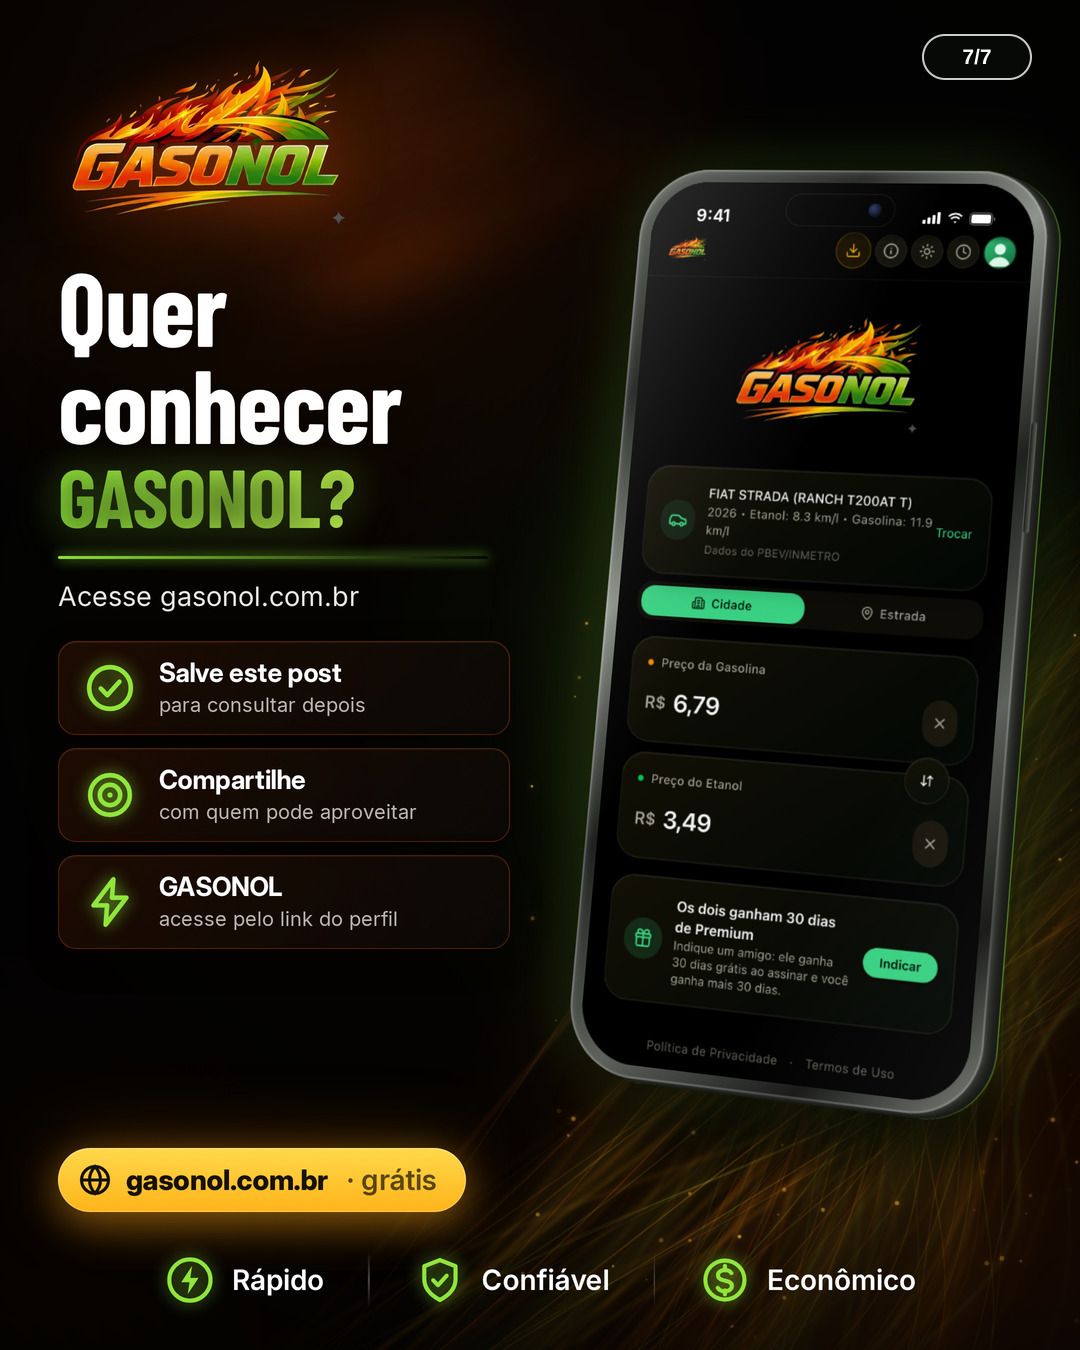 7/7
GASONOL
Quer
conhecer
GASONOL?
Acesse gasonol.com.br
Salve este post
para consultar depois
Compartilhe
com quem pode aproveitar
GASONOL
acesse pelo link do perfil
9:41
GASONOL
GASONOL
FIAT STRADA (RANCH T200AT T)
2026 • Etanol: 8.3 km/l • Gasolina: 11.9
km/l
Trocar
Dados do PBEV/INMETRO
Cidade
Estrada
Preço da Gasolina
R$ 6,79
Preço do Etanol
R$ 3,49
Os dois ganham 30 dias
de Premium
Indique um amigo: ele ganha
30 dias grátis ao assinar e você
ganha mais 30 dias.
Indicar
Política de Privacidade · Termos de Uso
gasonol.com.br · grátis
Rápido
Confiável
Econômico